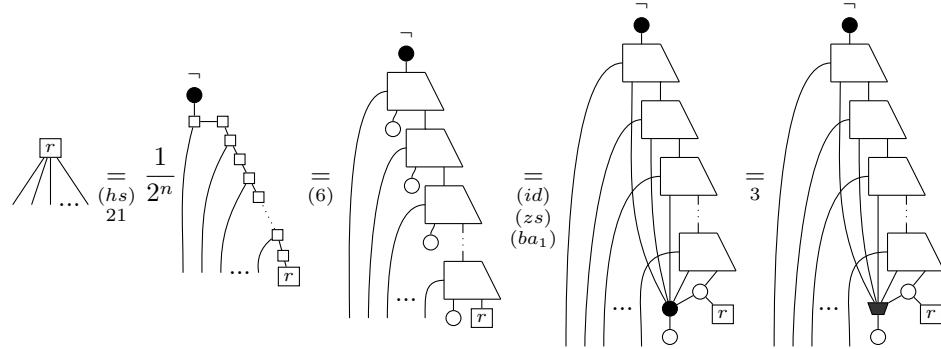 ¬ ¬
¬ ¬
r ... = (hs) 21 1/2^n ... r = (6) ... r = (id) (zs) (ba₁) ... r = 3 ... r